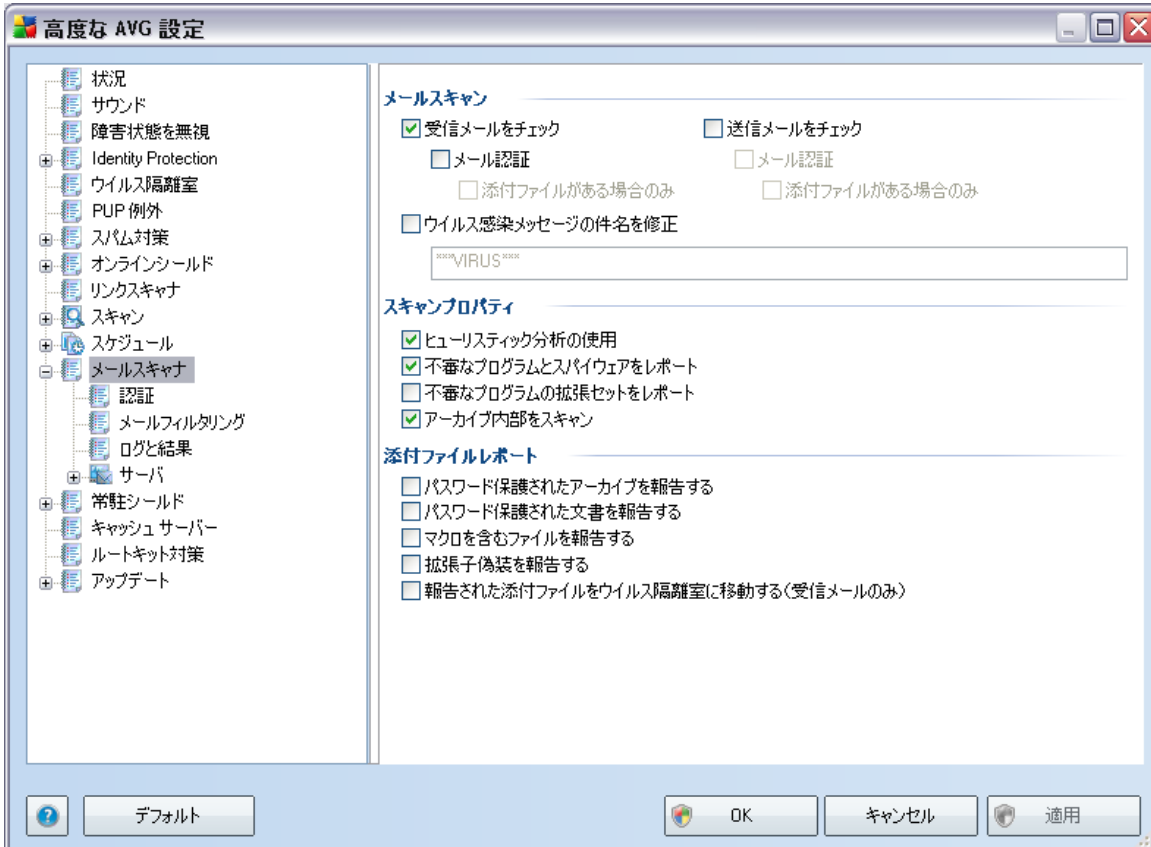 高度な AVG 設定
状況
サウンド
障害状態を無視
Identity Protection
ウイルス隔離室
PUP 例外
スパム対策
オンラインシールド
リンクスキャナ
スキャン
スケジュール
メールスキャナ
認証
メールフィルタリング
ログと結果
サーバ
常駐シールド
キャッシュ サーバー
ルートキット対策
アップデート
メールスキャン
受信メールをチェック 送信メールをチェック
メール認証 メール認証
添付ファイルがある場合のみ 添付ファイルがある場合のみ
ウイルス感染メッセージの件名を修正
***VIRUS***
スキャンプロパティ
ヒューリスティック分析の使用
不審なプログラムとスパイウェアをレポート
不審なプログラムの拡張セットをレポート
アーカイブ内部をスキャン
添付ファイルレポート
パスワード保護されたアーカイブを報告する
パスワード保護された文書を報告する
マクロを含むファイルを報告する
拡張子偽装を報告する
報告された添付ファイルをウイルス隔離室に移動する(受信メールのみ)
デフォルト OK キャンセル 適用